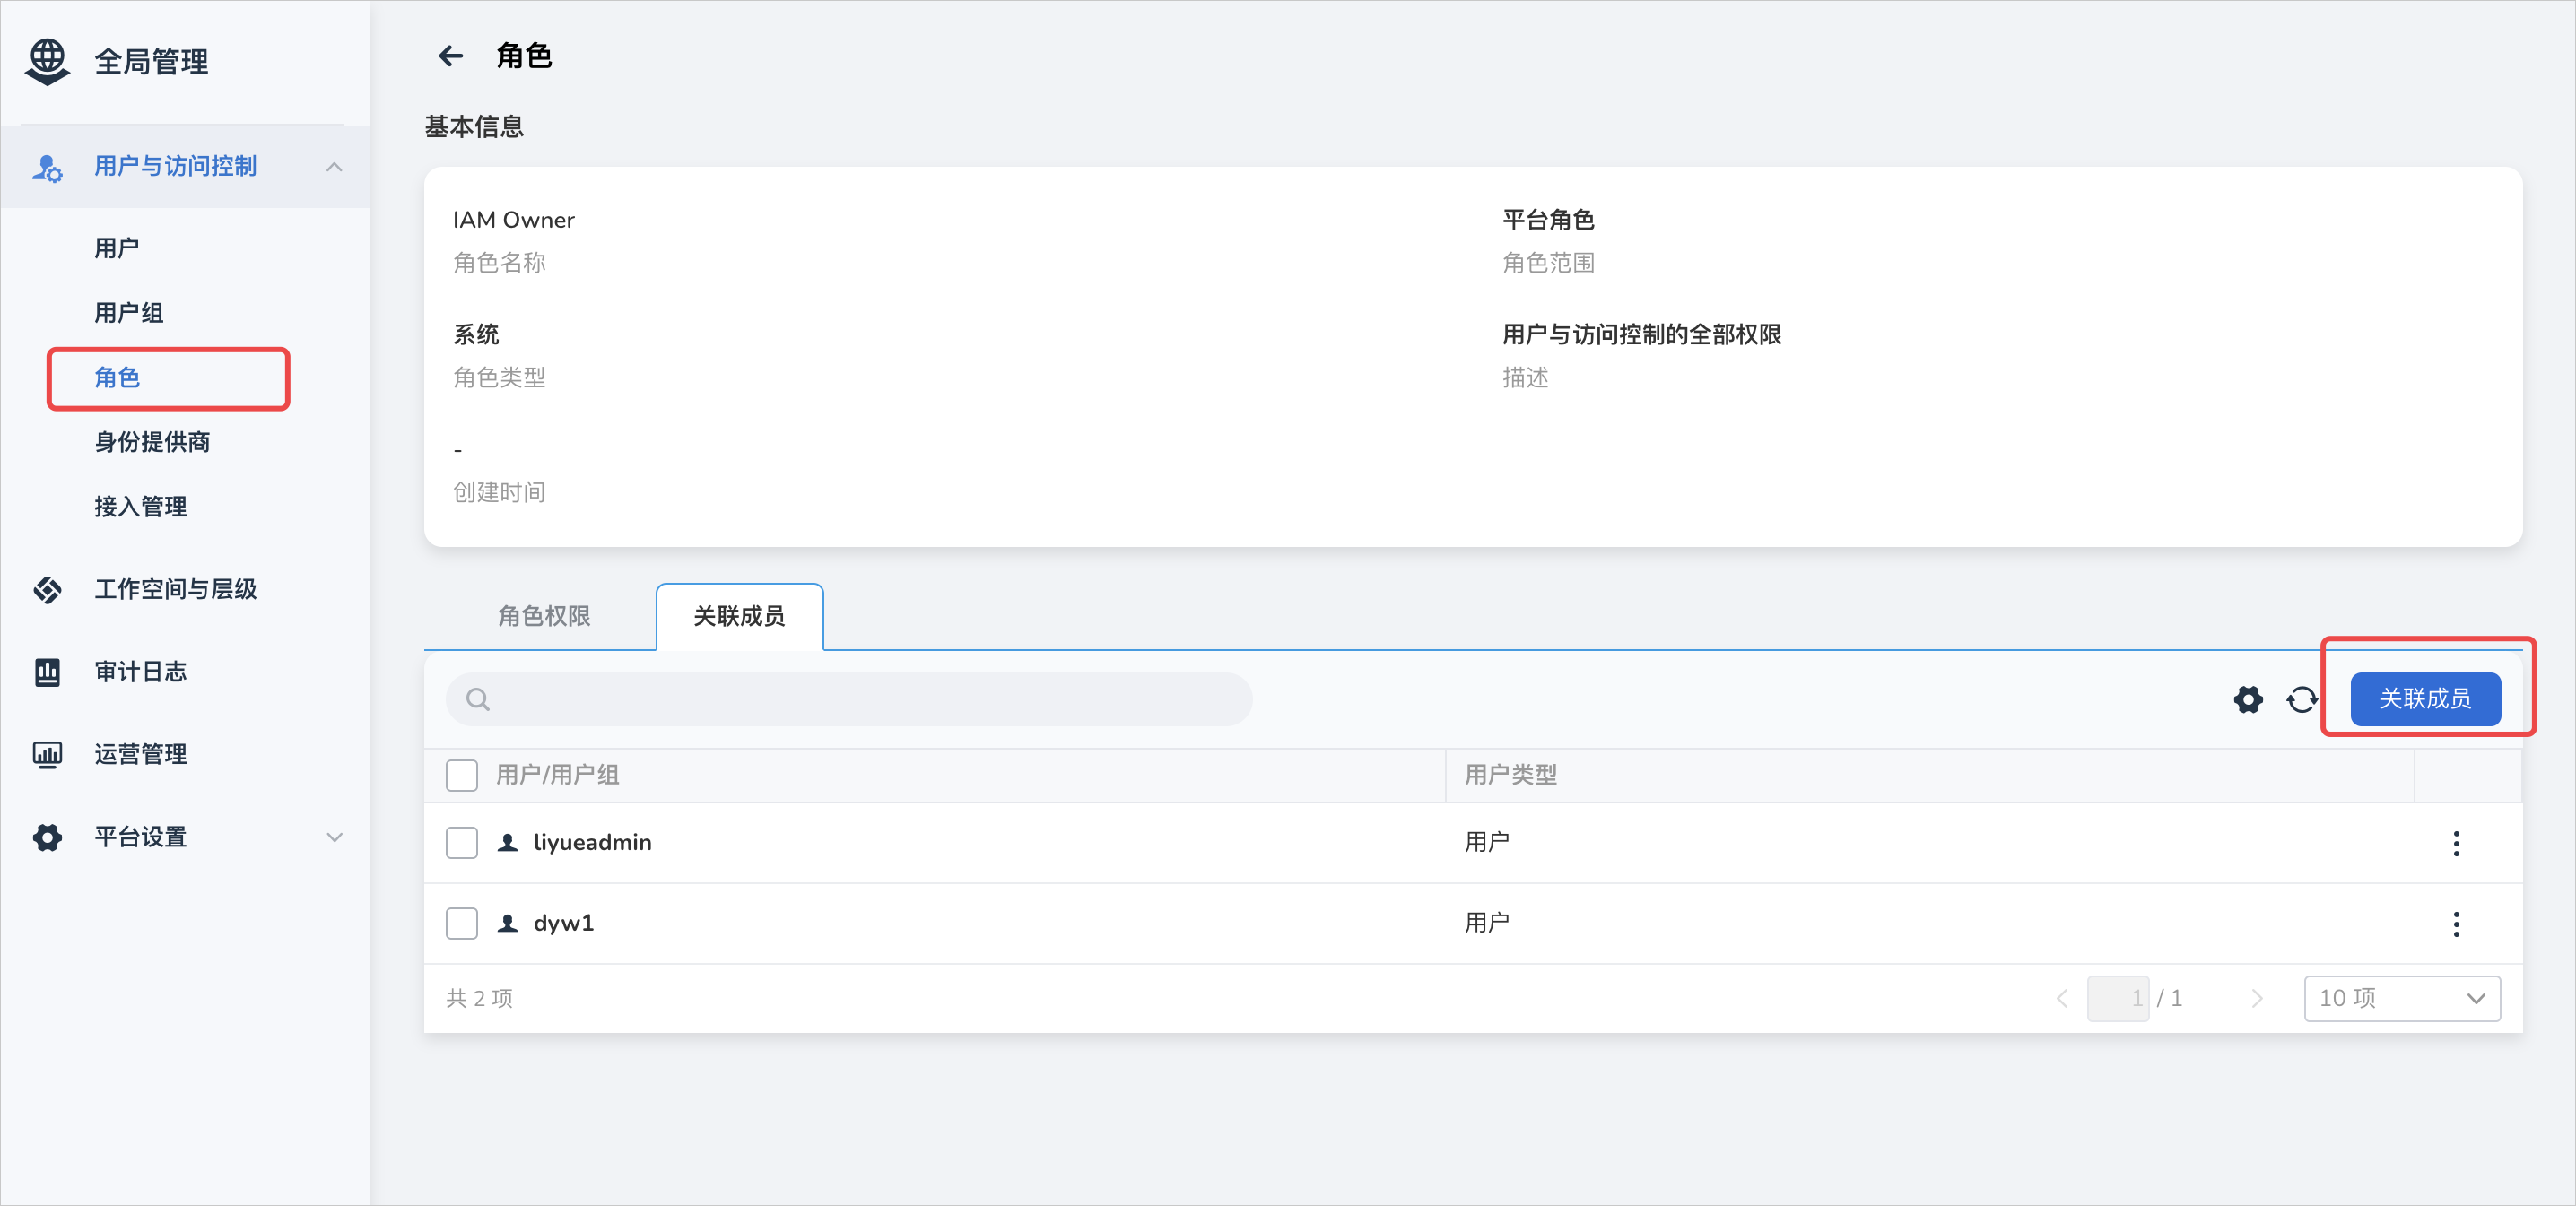 全局管理
用户与访问控制
用户
用户组
角色
身份提供商
接入管理
工作空间与层级
审计日志
运营管理
平台设置
角色
基本信息
IAM Owner
角色名称
平台角色
角色范围
系统
角色类型
用户与访问控制的全部权限
描述
-
创建时间
角色权限
关联成员
关联成员
用户/用户组
用户类型
liyueadmin
用户
dyw1
用户
共 2 项
1 / 1
10 项